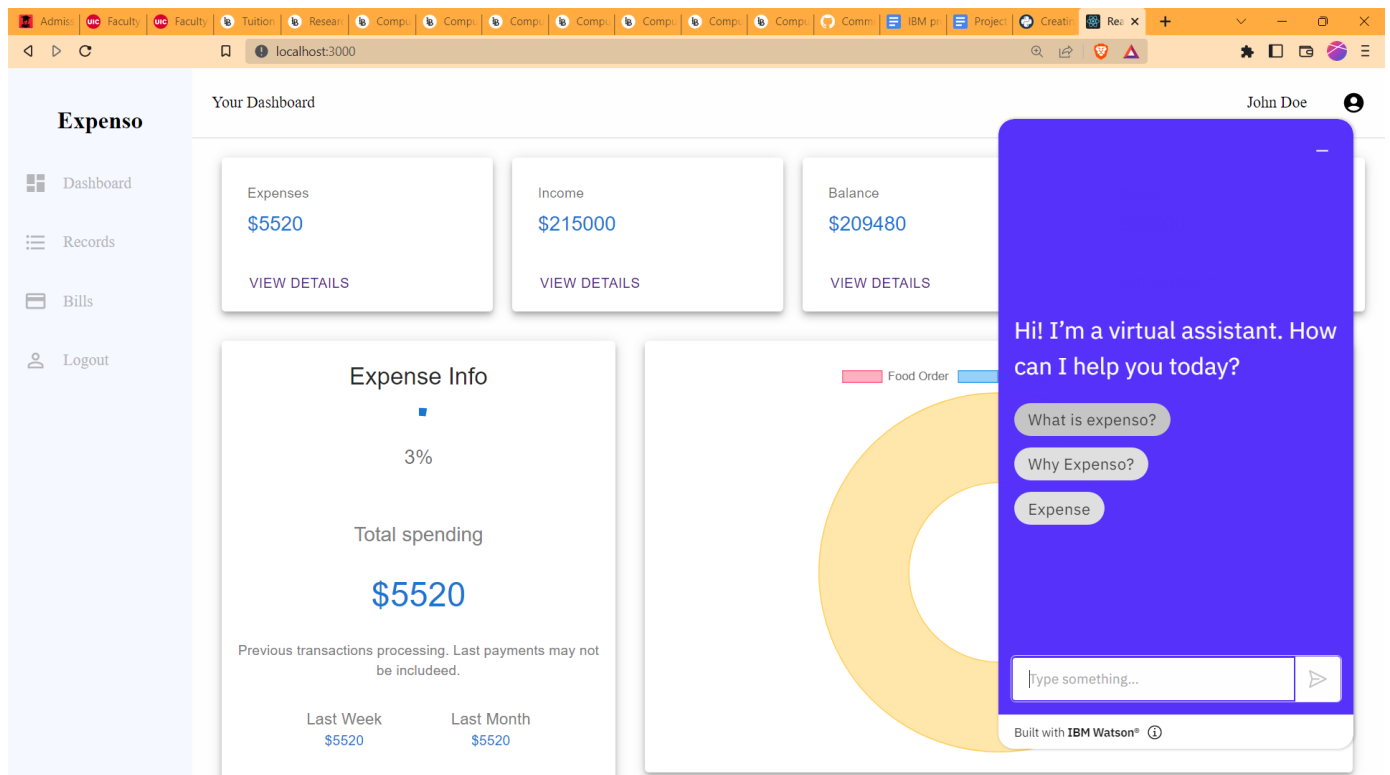 Admiss
UIC Faculty
UIC Faculty
Tuition
Resear
Compu
Compu
Compu
Compu
Compu
Compu
Compu
Comm
IBM pr
Project
Creatin
Rea
localhost:3000
Expenso
Dashboard
Records
Bills
Logout
Your Dashboard
John Doe
Expenses
$5520
VIEW DETAILS
Income
$215000
VIEW DETAILS
Balance
$209480
VIEW DETAILS
Expense Info
3%
Total spending
$5520
Previous transactions processing. Last payments may not
be includeed.
Last Week
Last Month
$5520
$5520
Food Order
Hi! I’m a virtual assistant. How
can I help you today?
What is expenso?
Why Expenso?
Expense
Type something...
Built with IBM Watson®